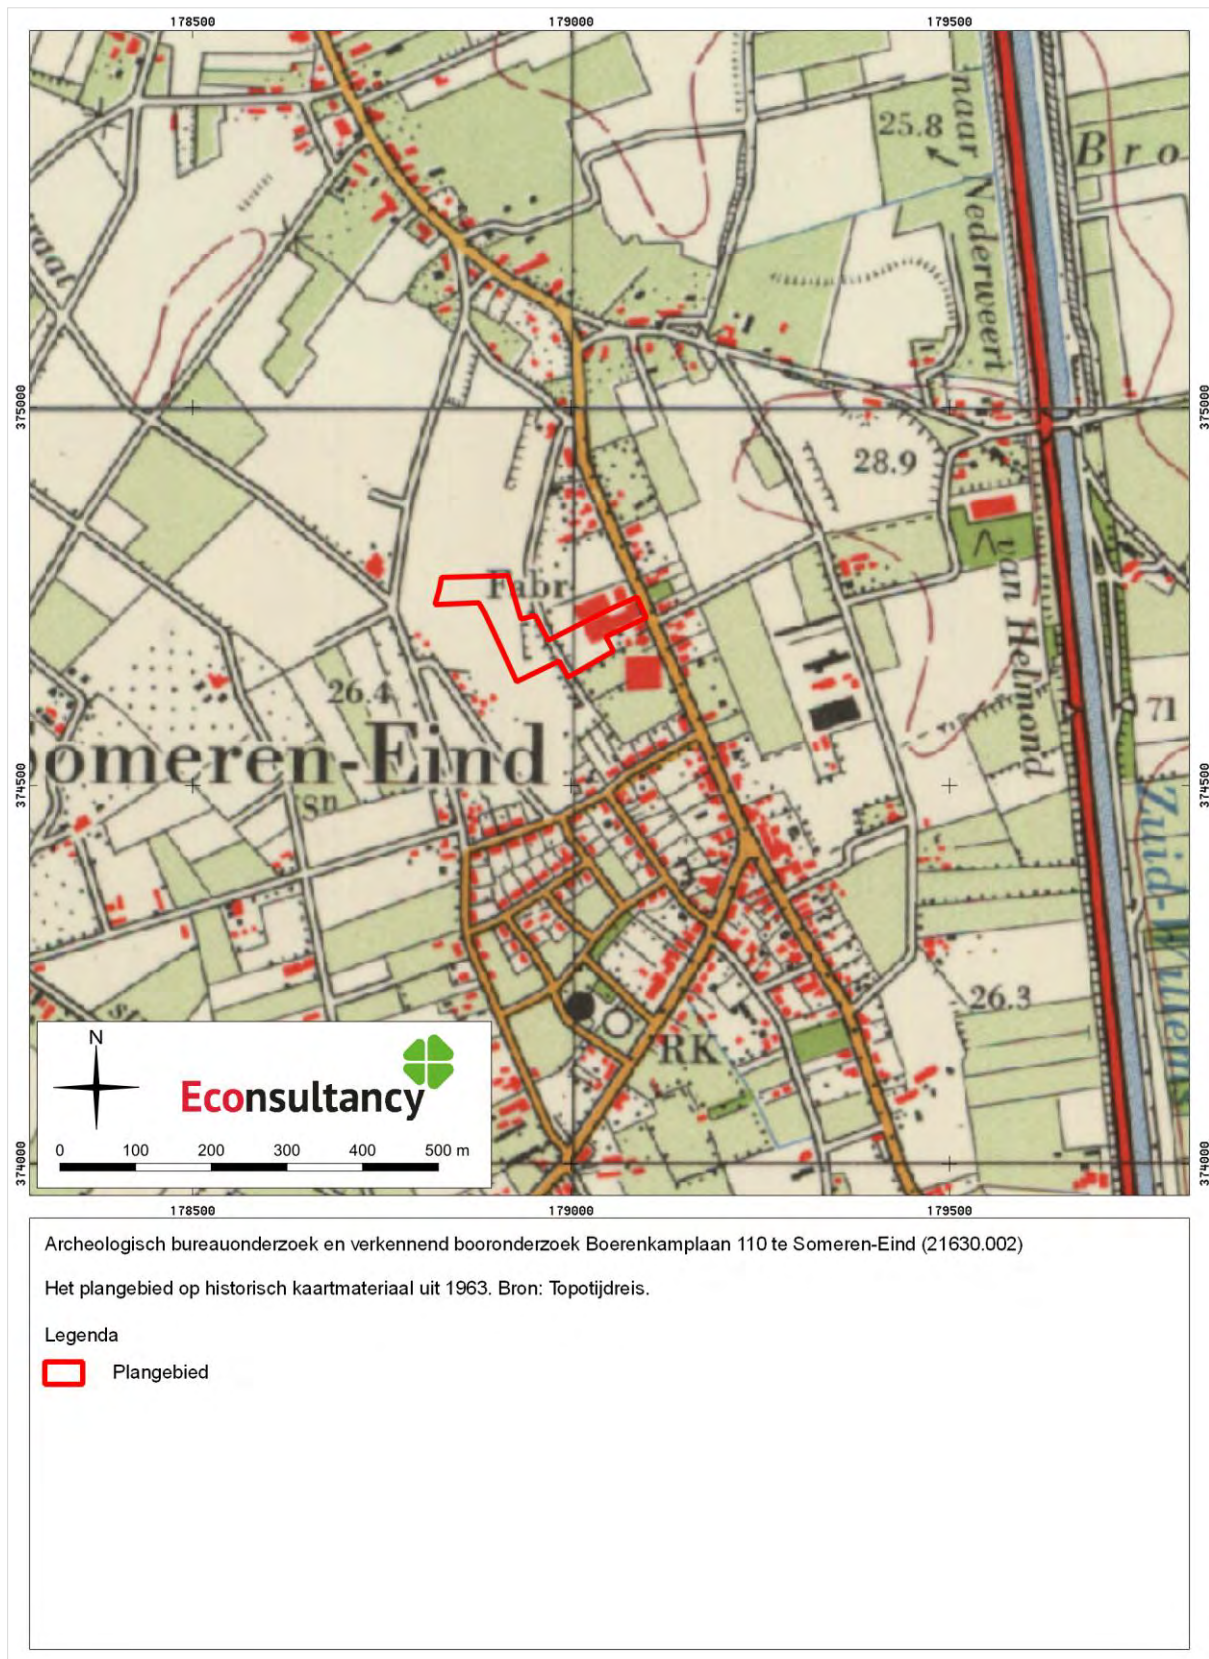 178500 179000 179500
25.8
naar Nederweert
Bro
raat
375000 375000
28.9
Fabr
van Helmond
26.4
71
omeren-Eind
374500 374500
Sn
Zuid-Willems
26.3
RK
N
Econsultancy
0 100 200 300 400 500 m
374000 374000
178500 179000 179500
Archeologisch bureauonderzoek en verkennend booronderzoek Boerenkamplaan 110 te Someren-Eind (21630.002)
Het plangebied op historisch kaartmateriaal uit 1963. Bron: Topotijdreis.
Legenda
Plangebied